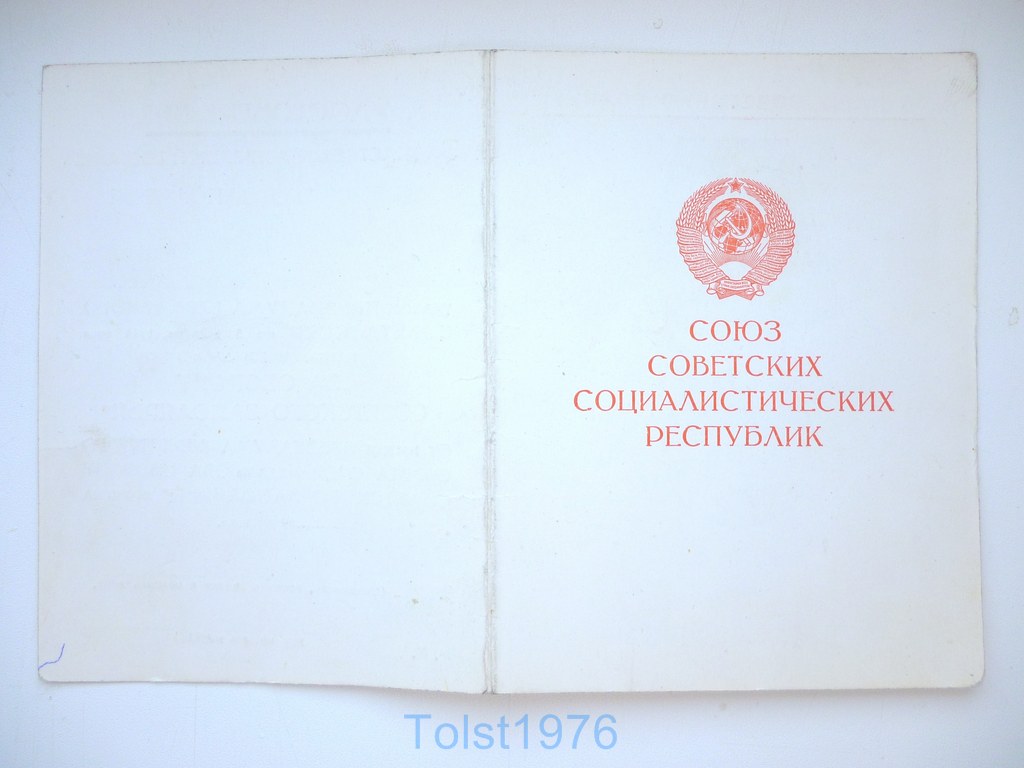 СОЮЗ
СОВЕТСКИХ
СОЦИАЛИСТИЧЕСКИХ
РЕСПУБЛИК
Tolst1976